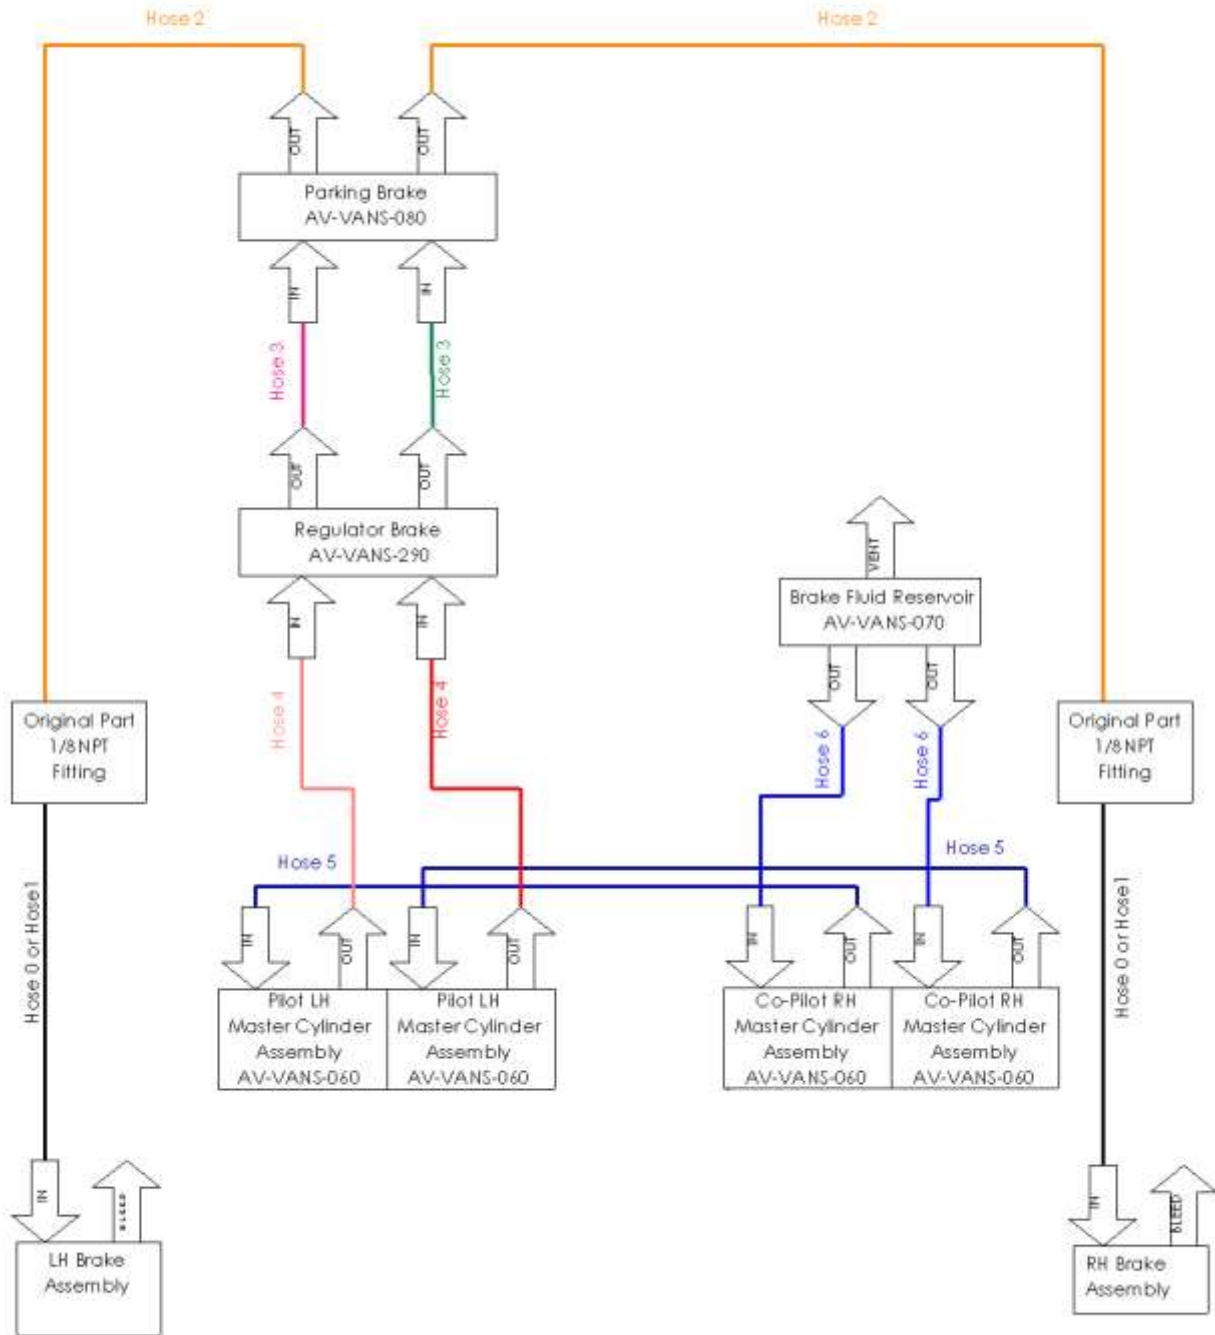 Hose 2
Hose 2
OUT
OUT
Parking Brake
AV-VANS-080
IN
IN
Hose 3
Hose 3
OUT
OUT
Regulator Brake
AV-VANS-290
VENT
Brake Fluid Reservoir
AV-VANS-070
IN
IN
OUT
OUT
Hose 4
Hose 4
Original Part
1/8NPT
Fitting
Original Part
1/8NPT
Fitting
Hose 6
Hose 6
Hose 5
Hose 5
Hose 0 or Hose1
Hose 0 or Hose1
IN
OUT
IN
OUT
IN
OUT
IN
OUT
Pilot LH
Master Cylinder
Assembly
AV-VANS-060
Pilot LH
Master Cylinder
Assembly
AV-VANS-060
Co-Pilot RH
Master Cylinder
Assembly
AV-VANS-060
Co-Pilot RH
Master Cylinder
Assembly
AV-VANS-060
IN
BLEED
LH Brake
Assembly
IN
BLEED
RH Brake
Assembly